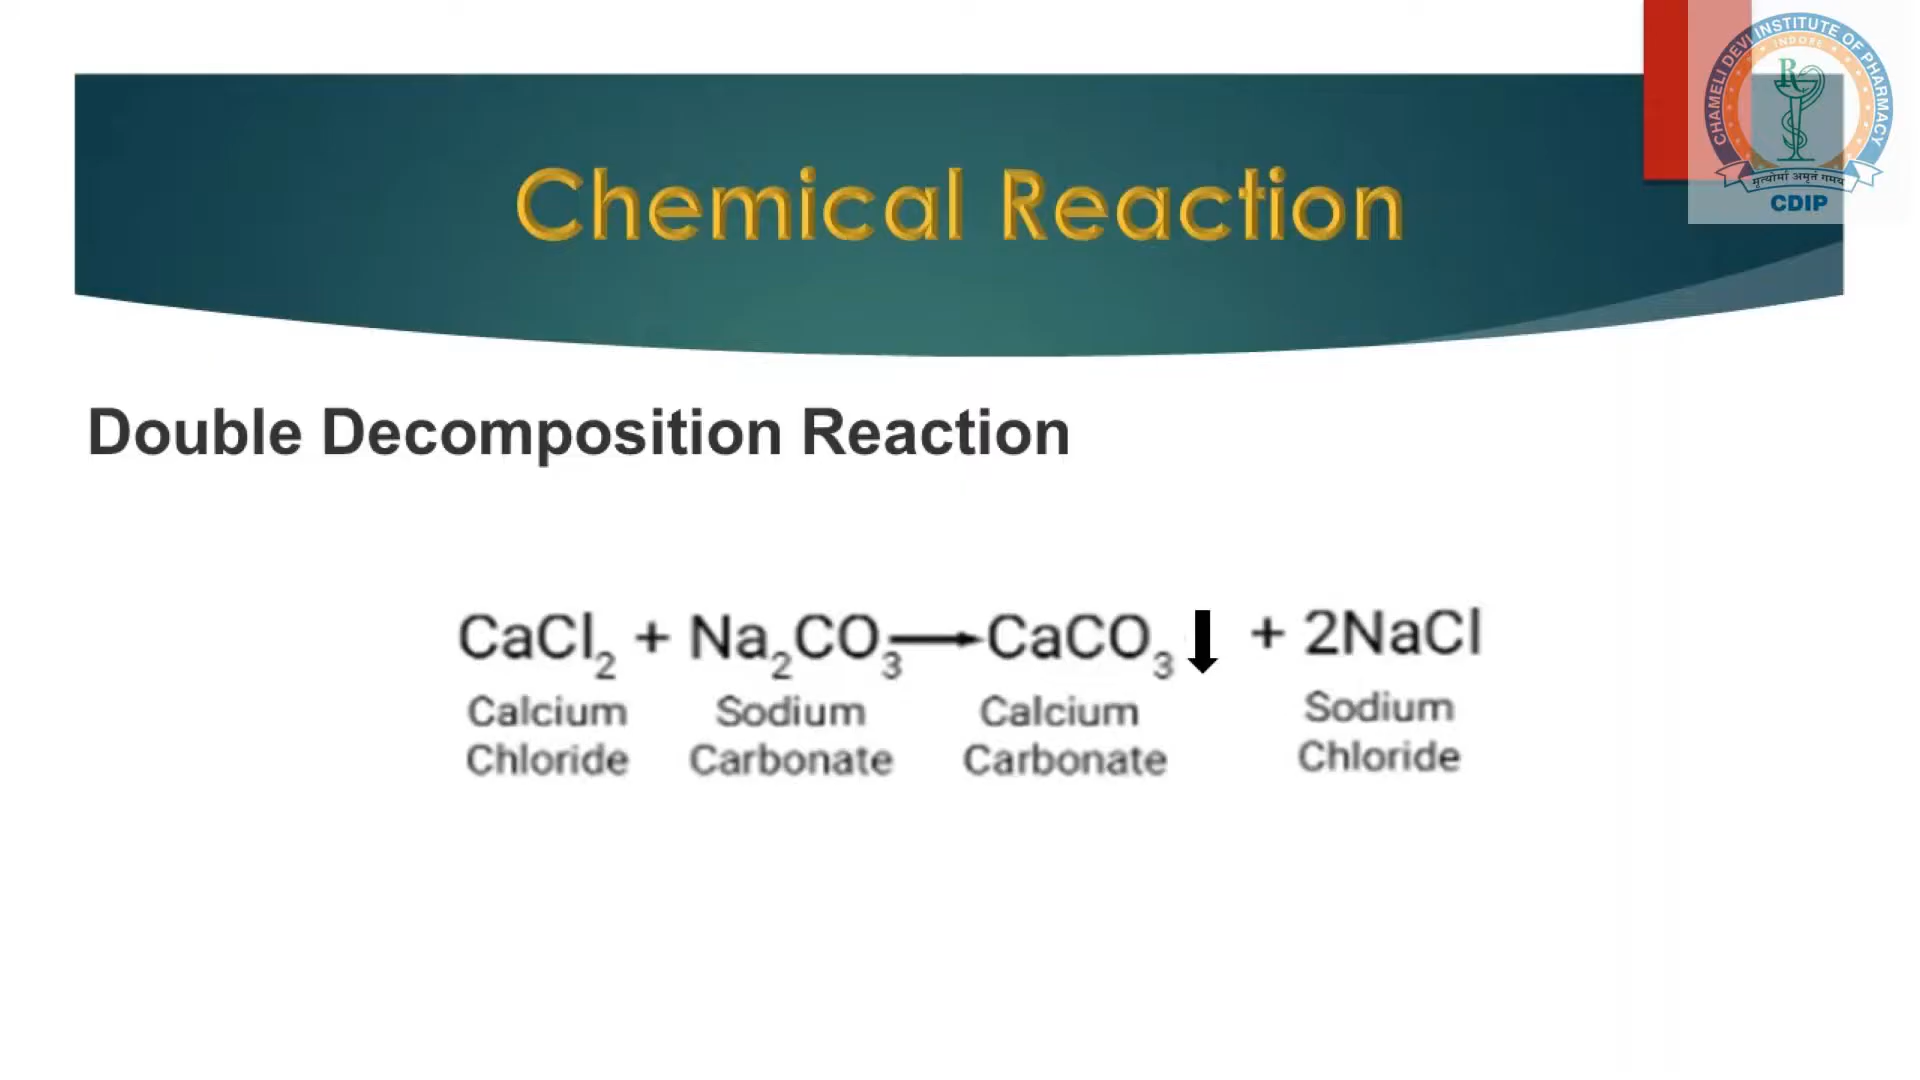 CHAMELI DEVI INSTITUTE OF PHARMACY
INDORE
R
मृत्योर्मा अमृतं गमय
CDIP
Chemical Reaction
Double Decomposition Reaction
CaCl₂ + Na₂CO₃ → CaCO₃ ⬇ + 2NaCl
Calcium Sodium Calcium Sodium
Chloride Carbonate Carbonate Chloride